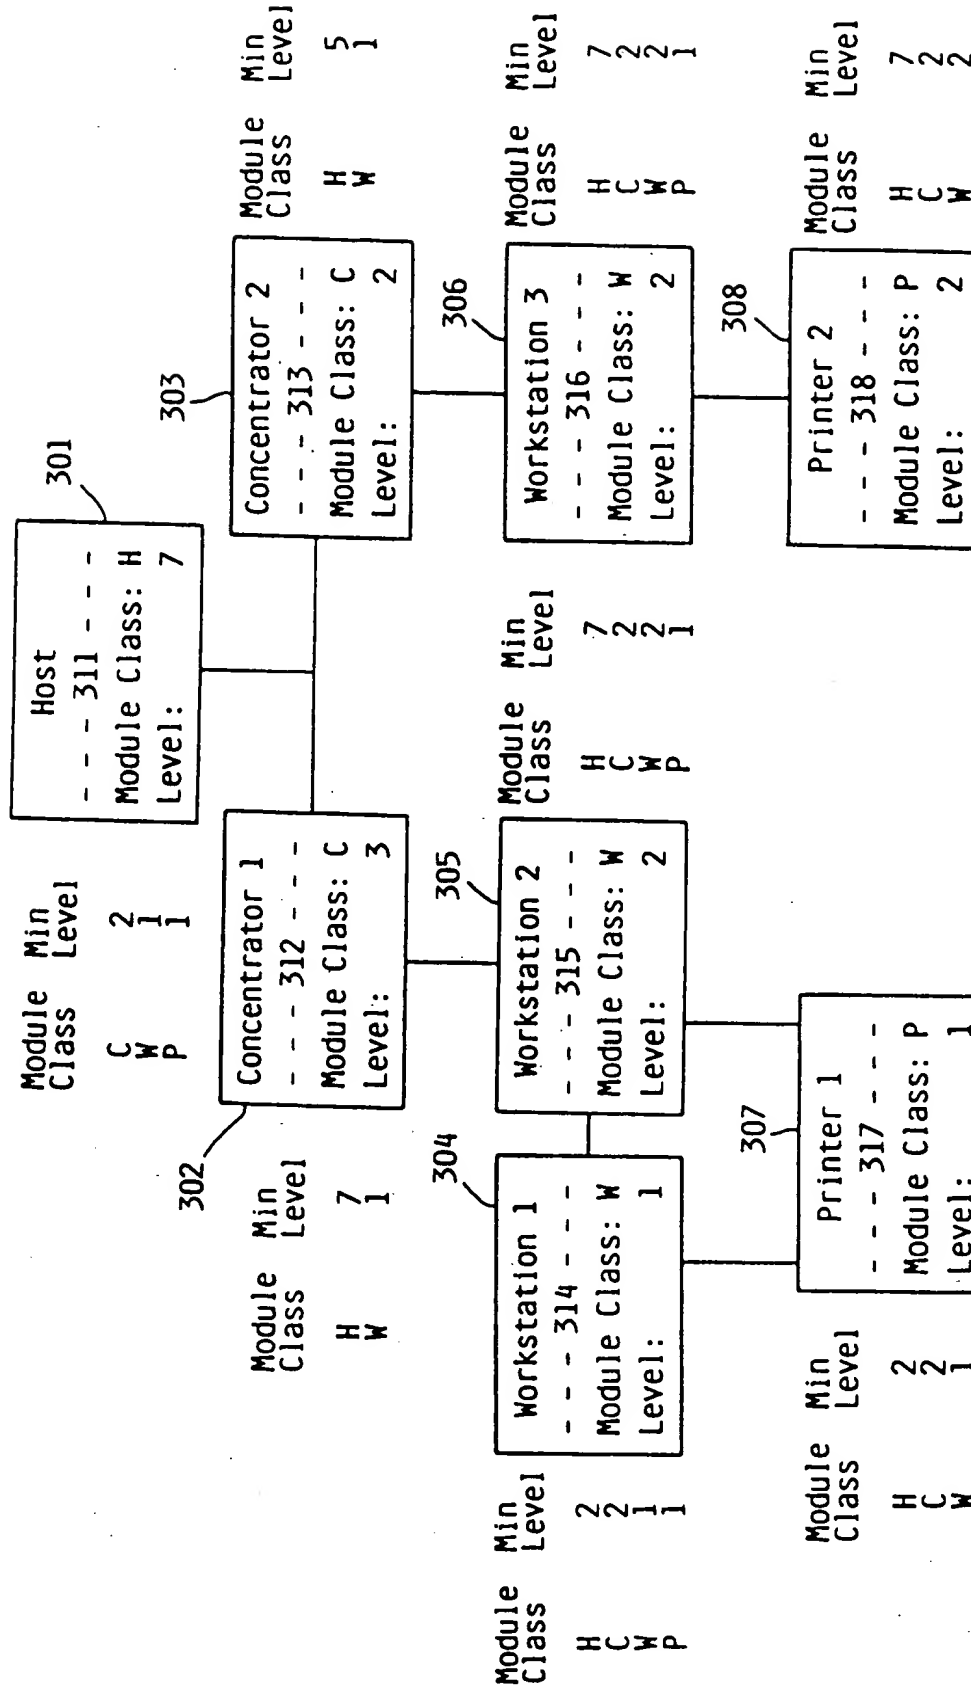 Host
- - - 311 - - -
Module Class: H
Level: 7
301
Module Min
Class Level
C 2
W 1
P 1
Concentrator 1
- - - 312 - - -
Module Class: C
Level: 3
302
Module Min
Class Level
H 7
W 1
Concentrator 2
- - - 313 - - - -
Module Class: C
Level: 2
303
Module Min
Class Level
H 5
W 1
Workstation 1
- - - 314 - - - -
Module Class: W
Level: 1
304
Module Min
Class Level
H 2
C 2
W 1
P 1
Workstation 2
- - - 315 - - - -
Module Class: W
Level: 2
305
Module Min
Class Level
H 7
C 2
W 2
P 1
Workstation 3
- - - 316 - - - -
Module Class: W
Level: 2
306
Module Min
Class Level
H 7
C 2
W 2
P 1
Printer 1
- - - 317 - - - -
Module Class: P
Level: 1
307
Module Min
Class Level
H 2
C 2
W 1
Printer 2
- - - - 318 - - - -
Module Class: P
Level: 2
308
Module Min
Class Level
H 7
C 2
W 2